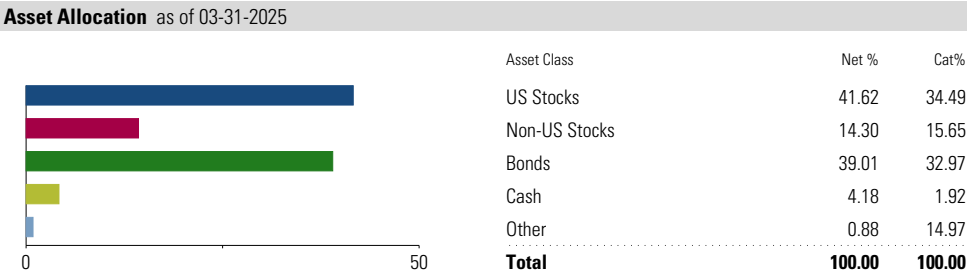 Asset Allocation as of 03-31-2025
Asset Class Net % Cat%
US Stocks 41.62 34.49
Non-US Stocks 14.30 15.65
Bonds 39.01 32.97
Cash 4.18 1.92
Other 0.88 14.97
Total 100.00 100.00
0 50